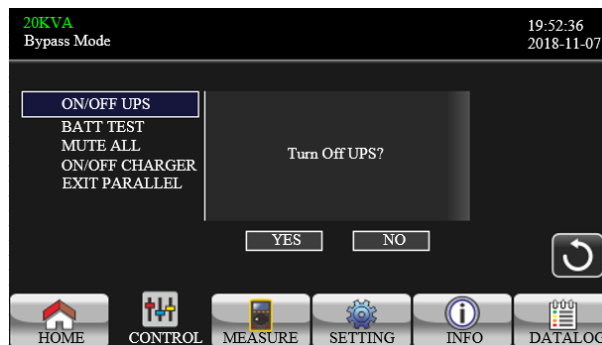 20KVA
19:52:36
Bypass Mode
2018-11-07
ON/OFF UPS
BATT TEST
MUTE ALL
ON/OFF CHARGER
EXIT PARALLEL
Turn Off UPS?
YES NO
HOME CONTROL MEASURE SETTING INFO DATALOG